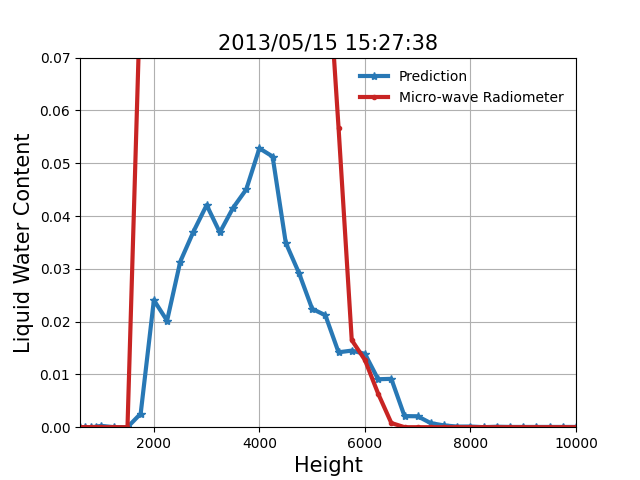 2013/05/15 15:27:38
0.07
0.06
0.05
0.04
0.03
0.02
0.01
0.00
Liquid Water Content
Prediction
Micro-wave Radiometer
2000 4000 6000 8000 10000
Height